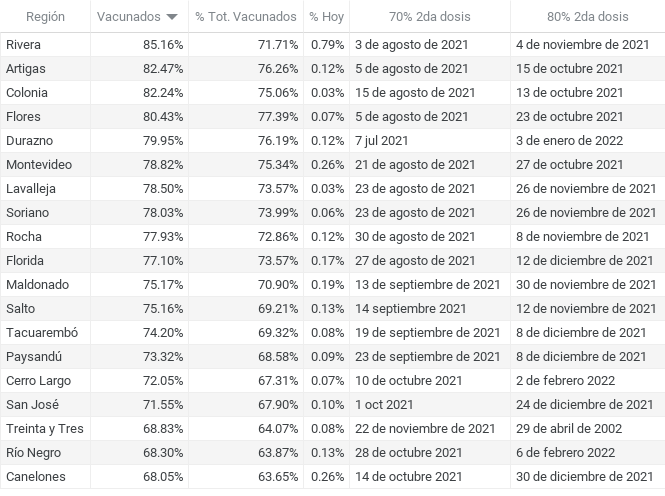 Región Vacunados % Tot. Vacunados % Hoy 70% 2da dosis 80% 2da dosis
Rivera 85.16% 71.71% 0.79% 3 de agosto de 2021 4 de noviembre de 2021
Artigas 82.47% 76.26% 0.12% 5 de agosto de 2021 15 de octubre 2021
Colonia 82.24% 75.06% 0.03% 15 de agosto de 2021 13 de octubre 2021
Flores 80.43% 77.39% 0.07% 5 de agosto de 2021 23 de octubre 2021
Durazno 79.95% 76.19% 0.12% 7 jul 2021 3 de enero de 2022
Montevideo 78.82% 75.34% 0.26% 21 de agosto de 2021 27 de octubre 2021
Lavalleja 78.50% 73.57% 0.03% 23 de agosto de 2021 26 de noviembre de 2021
Soriano 78.03% 73.99% 0.06% 23 de agosto de 2021 26 de noviembre de 2021
Rocha 77.93% 72.86% 0.12% 30 de agosto de 2021 8 de noviembre de 2021
Florida 77.10% 73.57% 0.17% 27 de agosto de 2021 12 de diciembre de 2021
Maldonado 75.17% 70.90% 0.19% 13 de septiembre de 2021 30 de noviembre de 2021
Salto 75.16% 69.21% 0.13% 14 septiembre 2021 12 de noviembre de 2021
Tacuarembó 74.20% 69.32% 0.08% 19 de septiembre de 2021 8 de diciembre de 2021
Paysandú 73.32% 68.58% 0.09% 23 de septiembre de 2021 8 de diciembre de 2021
Cerro Largo 72.05% 67.31% 0.07% 10 de octubre 2021 2 de febrero 2022
San José 71.55% 67.90% 0.10% 1 oct 2021 24 de diciembre de 2021
Treinta y Tres 68.83% 64.07% 0.08% 22 de noviembre de 2021 29 de abril de 2002
Río Negro 68.30% 63.87% 0.13% 28 de octubre 2021 6 de febrero 2022
Canelones 68.05% 63.65% 0.26% 14 de octubre 2021 30 de diciembre de 2021